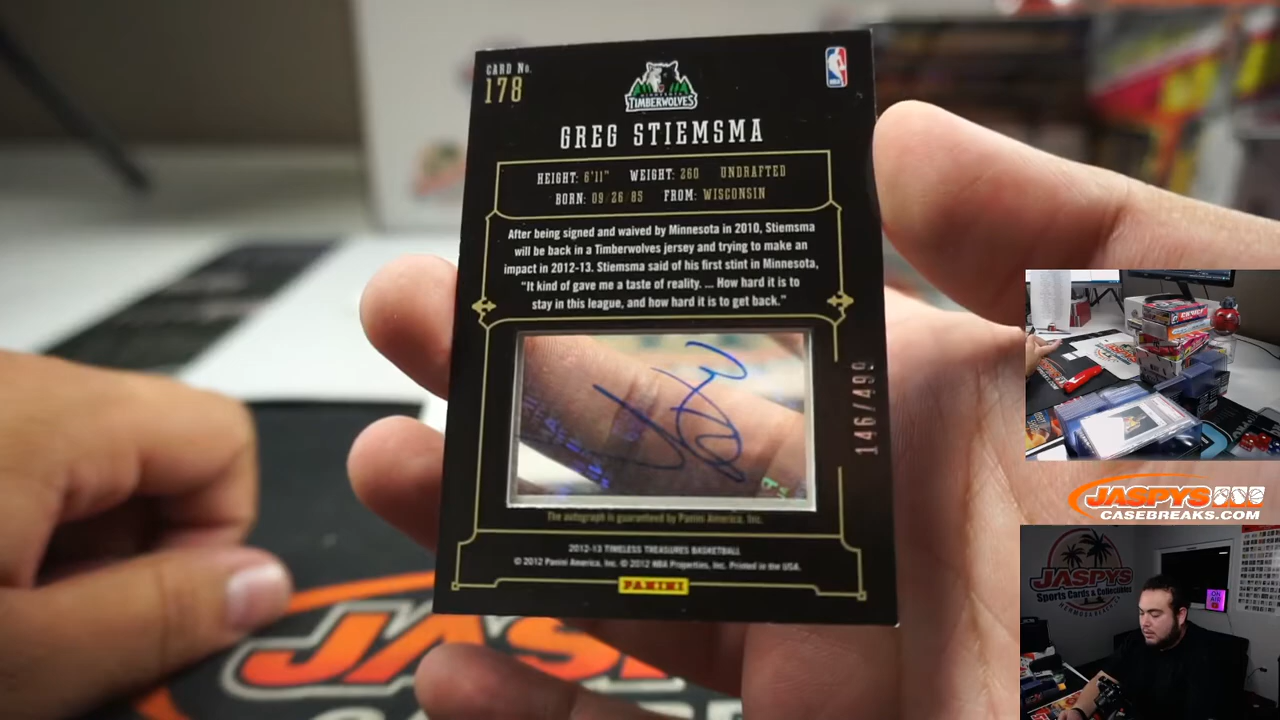 CARD No.
178
TIMBERWOLVES
NBA
GREG STIEMSMA
HEIGHT: 6'11" WEIGHT: 260 UNDRAFTED
BORN: 09/26/85 FROM: WISCONSIN
After being signed and waived by Minnesota in 2010, Stiemsma
will be back in a Timberwolves jersey and trying to make an
impact in 2012-13. Stiemsma said of his first stint in Minnesota,
"It kind of gave me a taste of reality. ... How hard it is to
stay in this league, and how hard it is to get back."
146/499
The autograph is guaranteed by Panini America, Inc.
2012-13 TIMELESS TREASURES BASKETBALL
© 2012 Panini America, Inc. © 2012 NBA Properties, Inc. Printed in the USA.
PANINI
JASPYS
CASEBREAKS.COM
JASPYS
Sports Cards & Collectibles
HERMOSA BEACH
ON
AIR